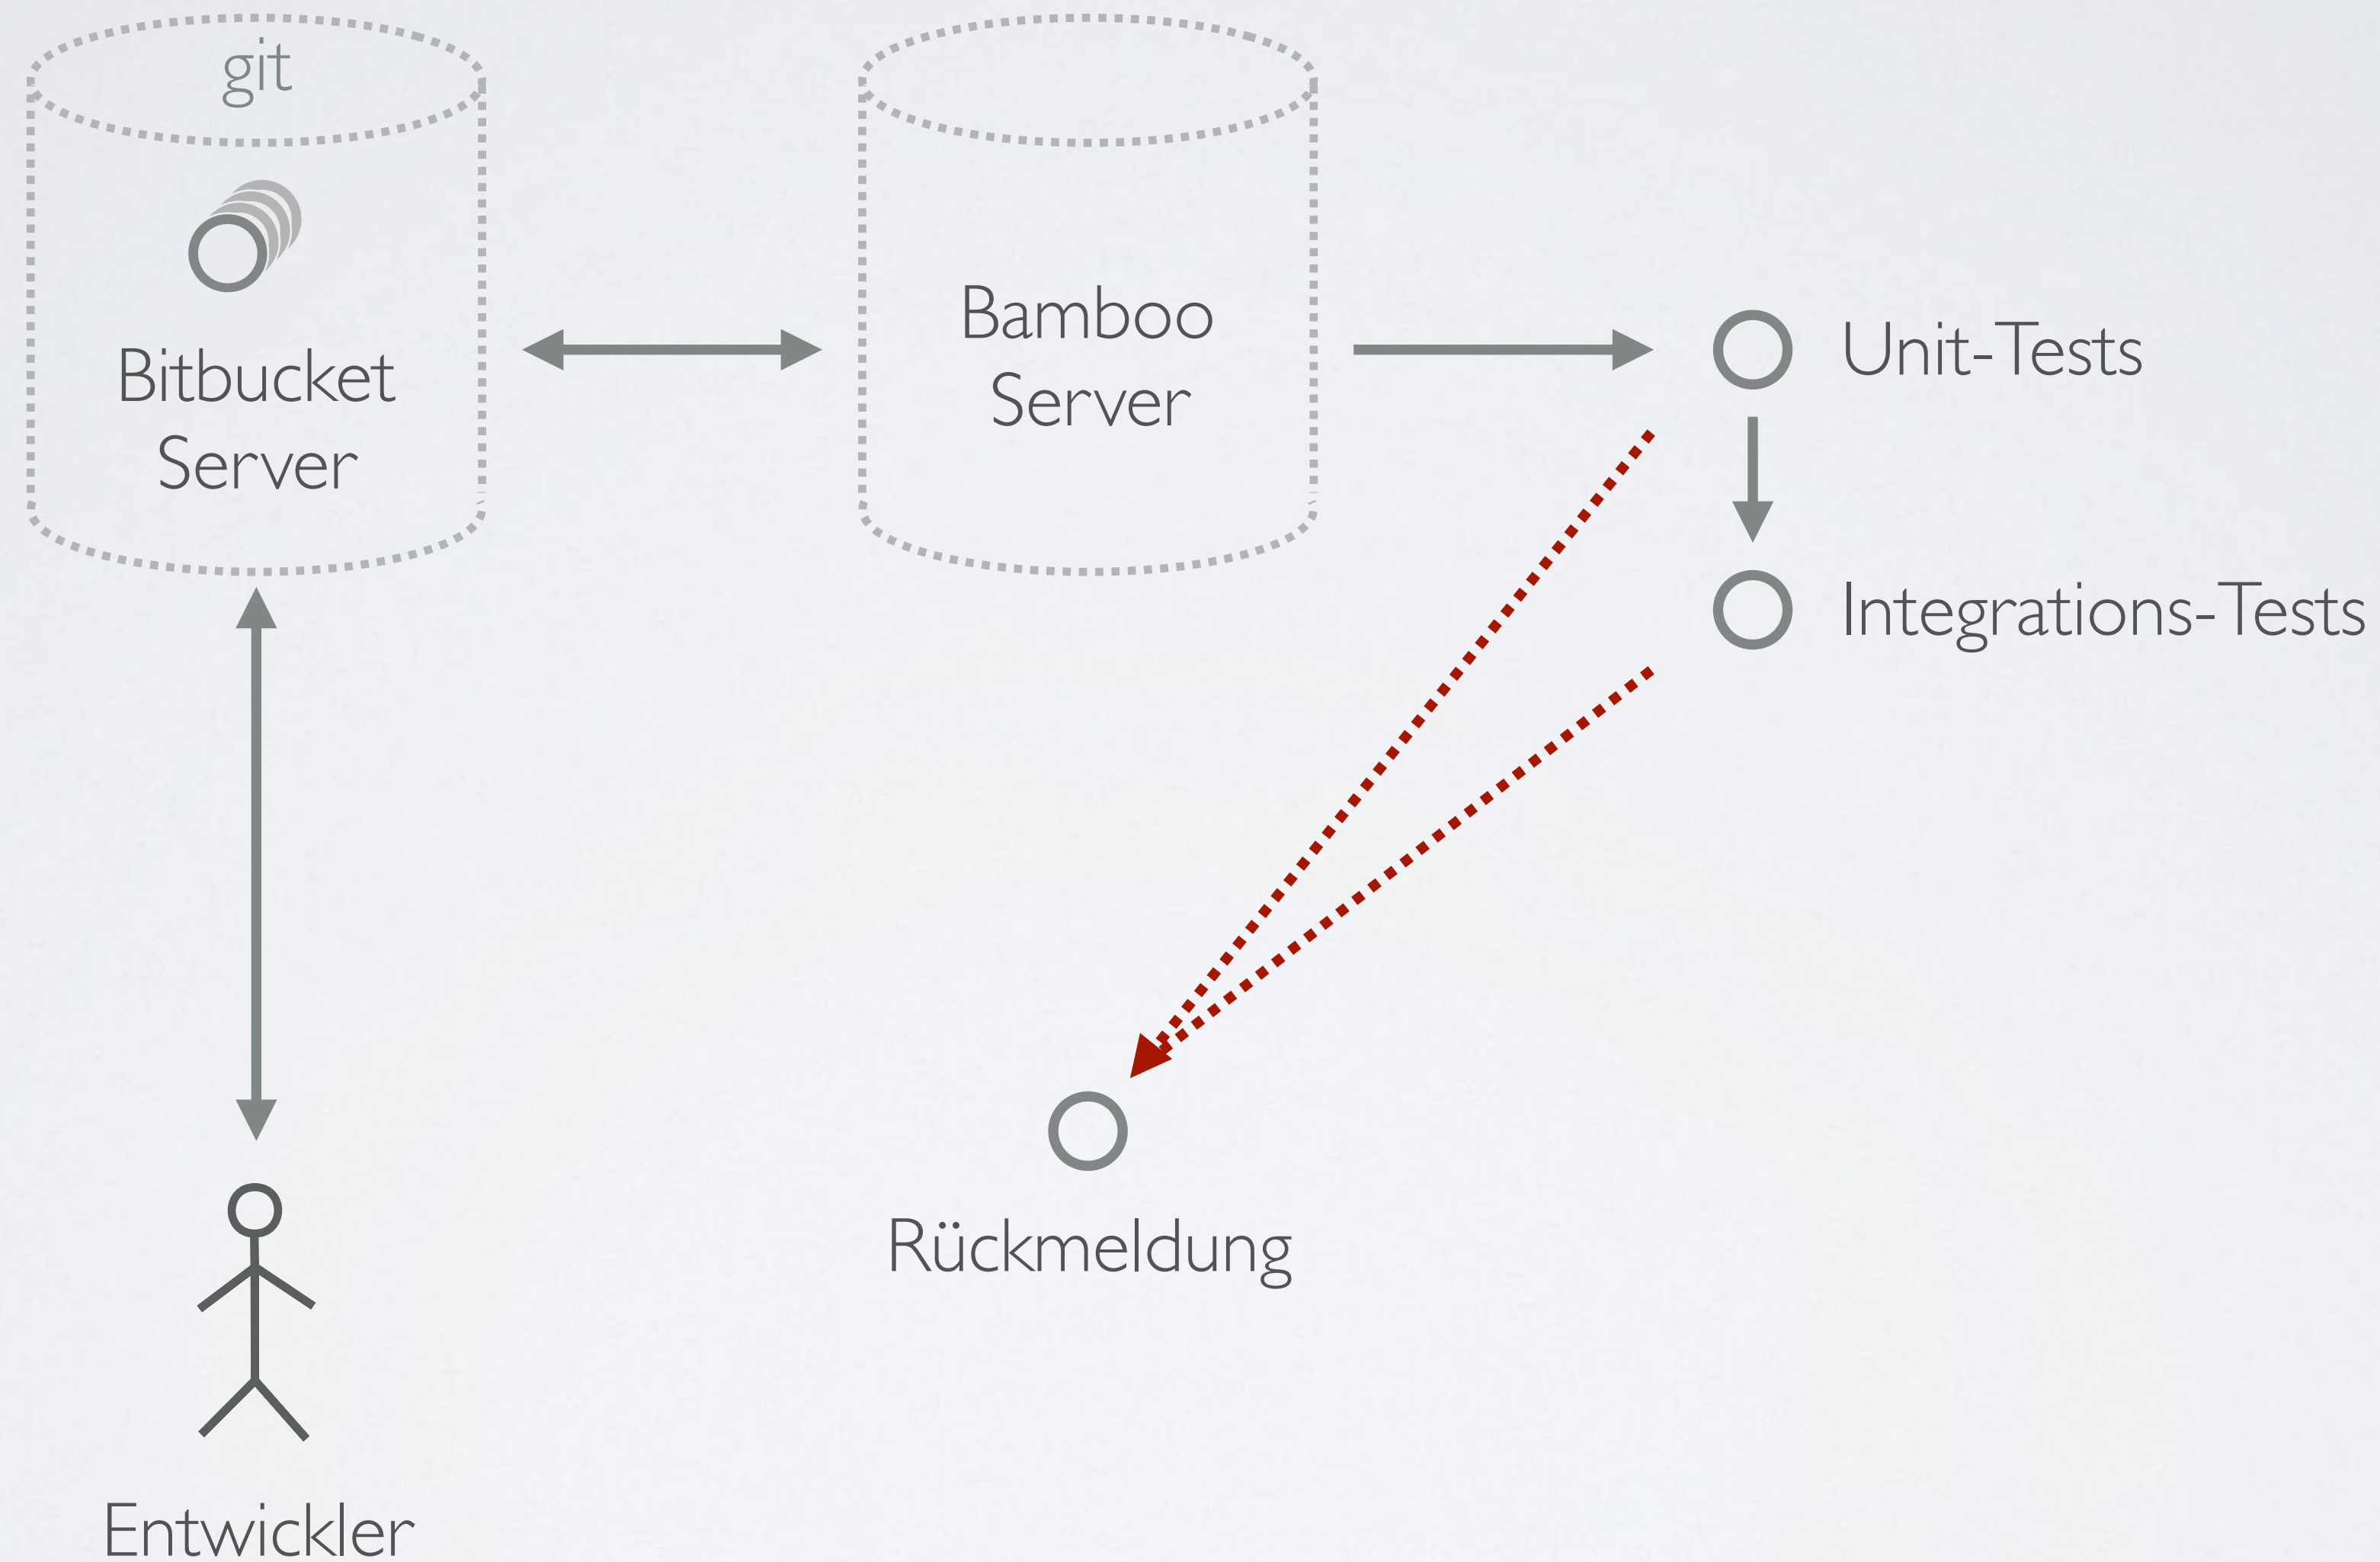 git
Bitbucket
Server
Bamboo
Server
Unit-Tests
Integrations-Tests
Rückmeldung
Entwickler